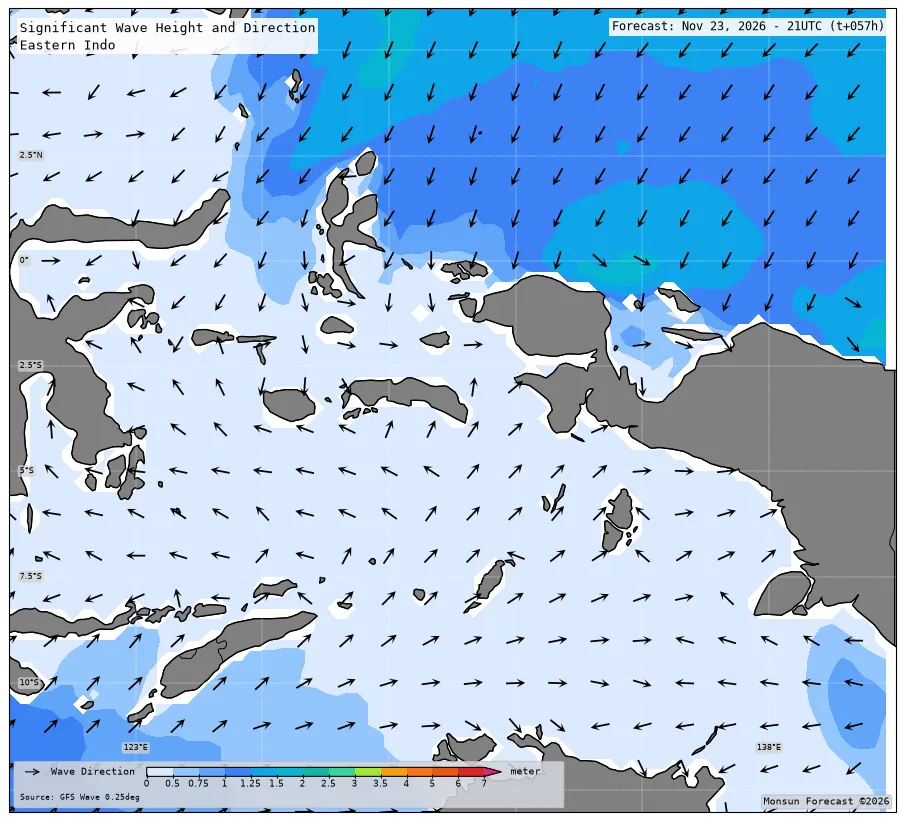 Significant Wave Height and Direction
Eastern Indo
Forecast: Nov 23, 2026 - 21UTC (t+057h)
2.5°N
0°
2.5°S
5°S
7.5°S
10°S
123°E
138°E
Wave Direction
meter
0 0.5 0.75 1 1.25 1.5 2 2.5 3 3.5 4 5 6 7
Source: GFS Wave 0.25deg
Monsun Forecast ©2026